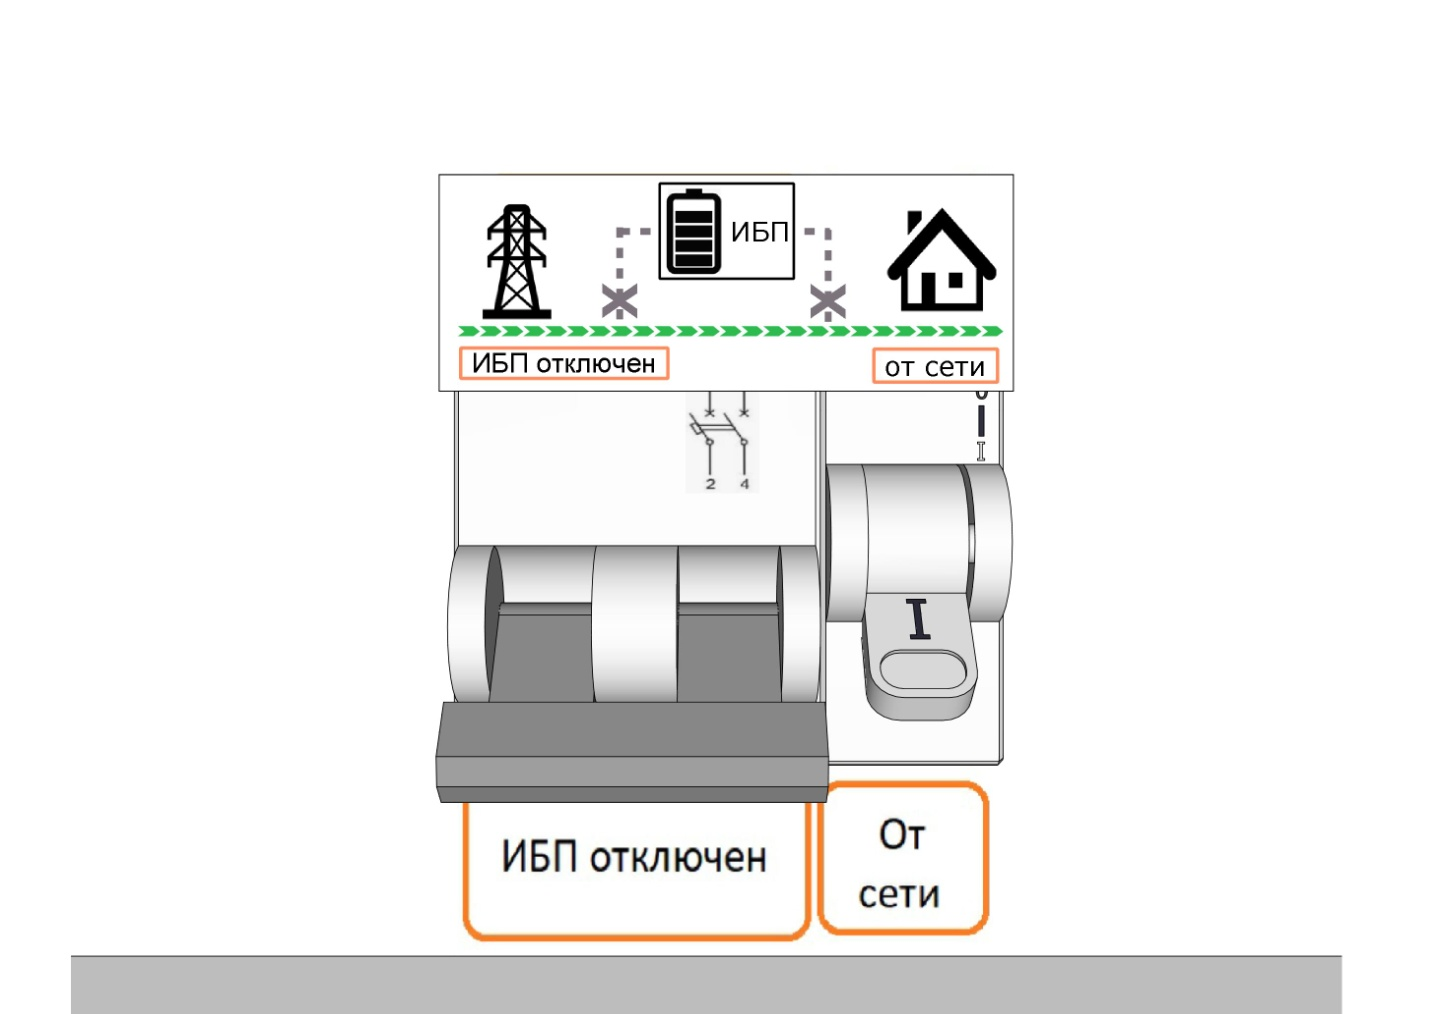 ИБП
ИБП отключен
от сети
I
2 4
I
ИБП отключен
От
сети